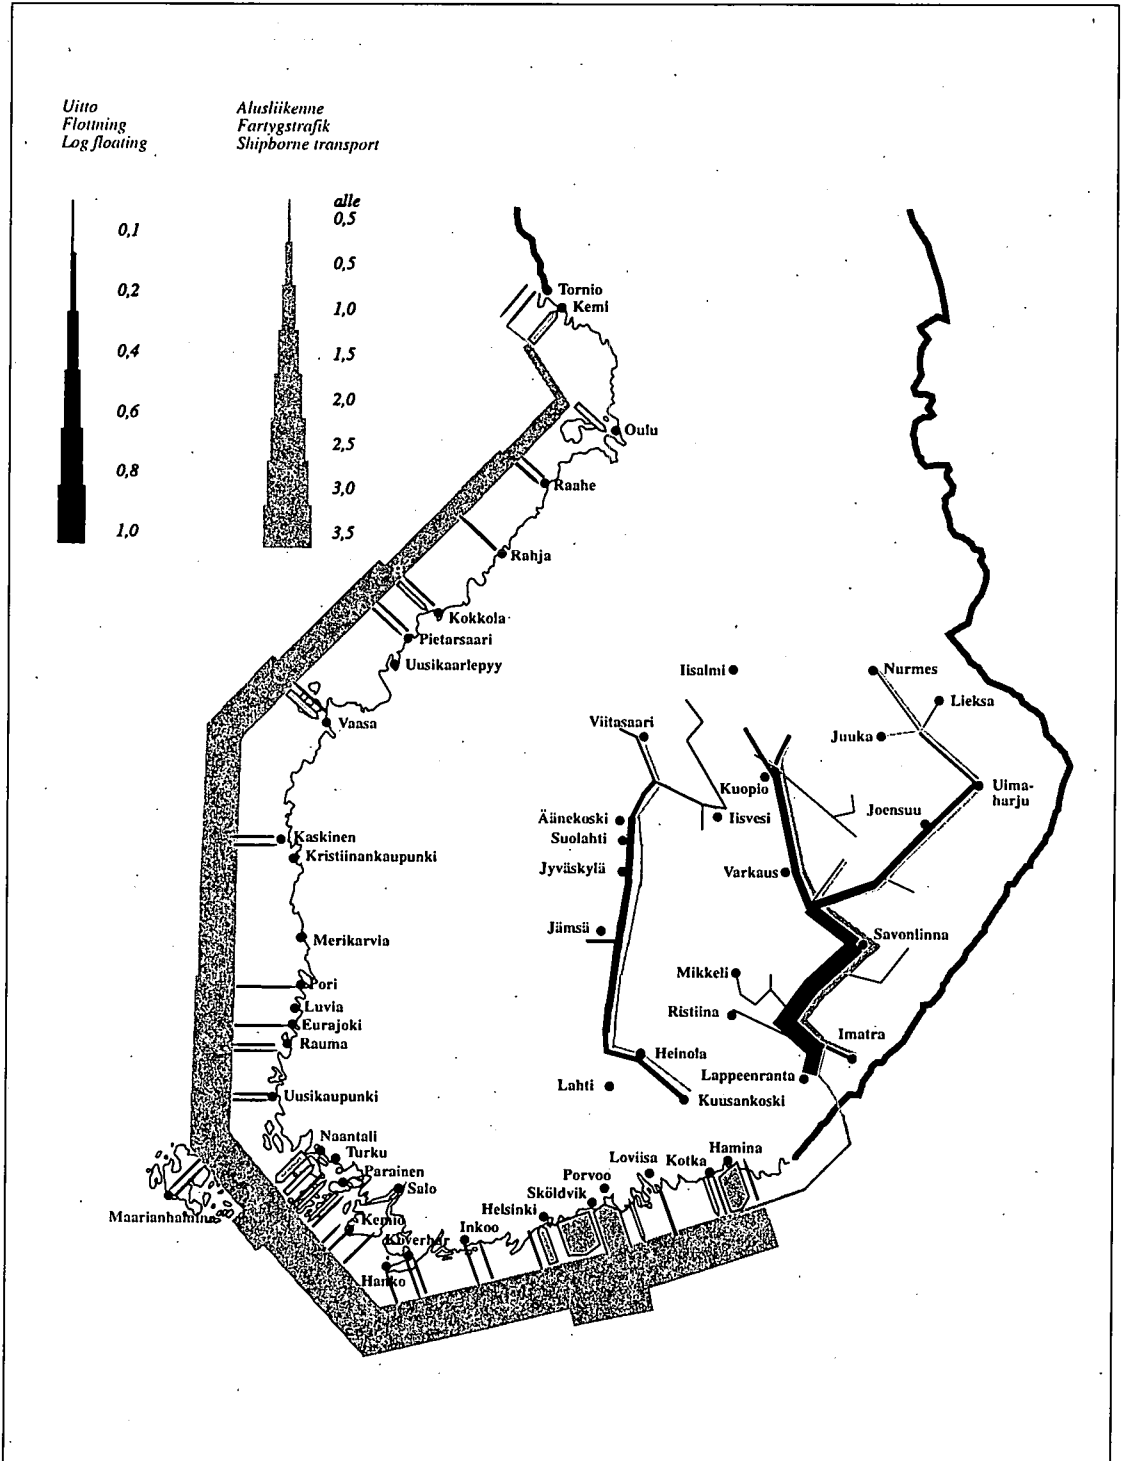 Uitto
Flottning
Log floating
Alusliikenne
Fartygstrafik
Shipborne transport
0,1
0,2
0,4
0,6
0,8
1,0
alle
0,5
0,5
1,0
1,5
2,0
2,5
3,0
3,5
Tornio
Kemi
Oulu
Raahe
Rahja
Kokkola
Pietarsaari
Uusikaarlepyy
Vaasa
Kaskinen
Kristiinankaupunki
Merikarvia
Pori
Luvia
Eurajoki
Rauma
Uusikaupunki
Naantali
Turku
Parainen
Salo
Maarianhamina
Kemiö
Koverhar
Hanko
Inkoo
Helsinki
Sköldvik
Porvoo
Loviisa
Kotka
Hamina
Iisalmi
Nurmes
Lieksa
Viitasaari
Juuka
Kuopio
Uima-
harju
Äänekoski
Suolahti
Iisvesi
Joensuu
Jyväskylä
Varkaus
Jämsä
Savonlinna
Mikkeli
Ristiina
Imatra
Heinola
Lappeenranta
Lahti
Kuusankoski